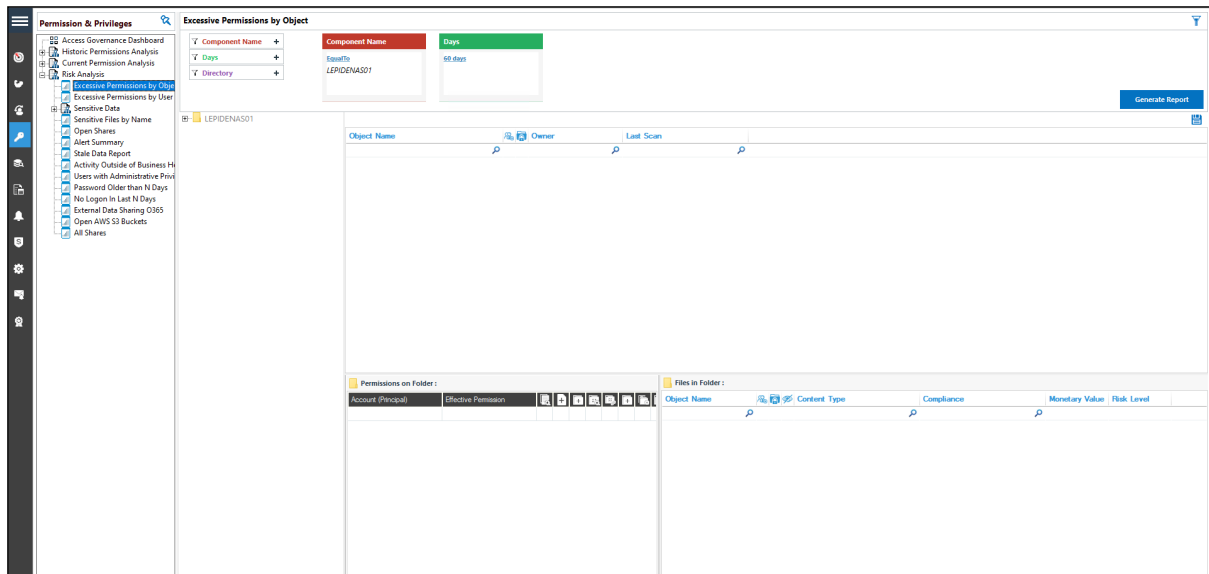 Permission & Privileges
Access Governance Dashboard
Historic Permissions Analysis
Current Permission Analysis
Risk Analysis
Excessive Permissions by Obje
Excessive Permissions by User
Sensitive Data
Sensitive Files by Name
Open Shares
Alert Summary
Stale Data Report
Activity Outside of Business H
Users with Administrative Privi
Password Older than N Days
No Logon In Last N Days
External Data Sharing O365
Open AWS S3 Buckets
All Shares
Excessive Permissions by Object
Component Name +
Days +
Directory +
Component Name
EqualTo
LEPIDENAS01
Days
60 days
Generate Report
LEPIDENAS01
Object Name Owner Last Scan
Permissions on Folder :
Account (Principal) Effective Permission
Files in Folder :
Object Name Content Type Compliance Monetary Value Risk Level